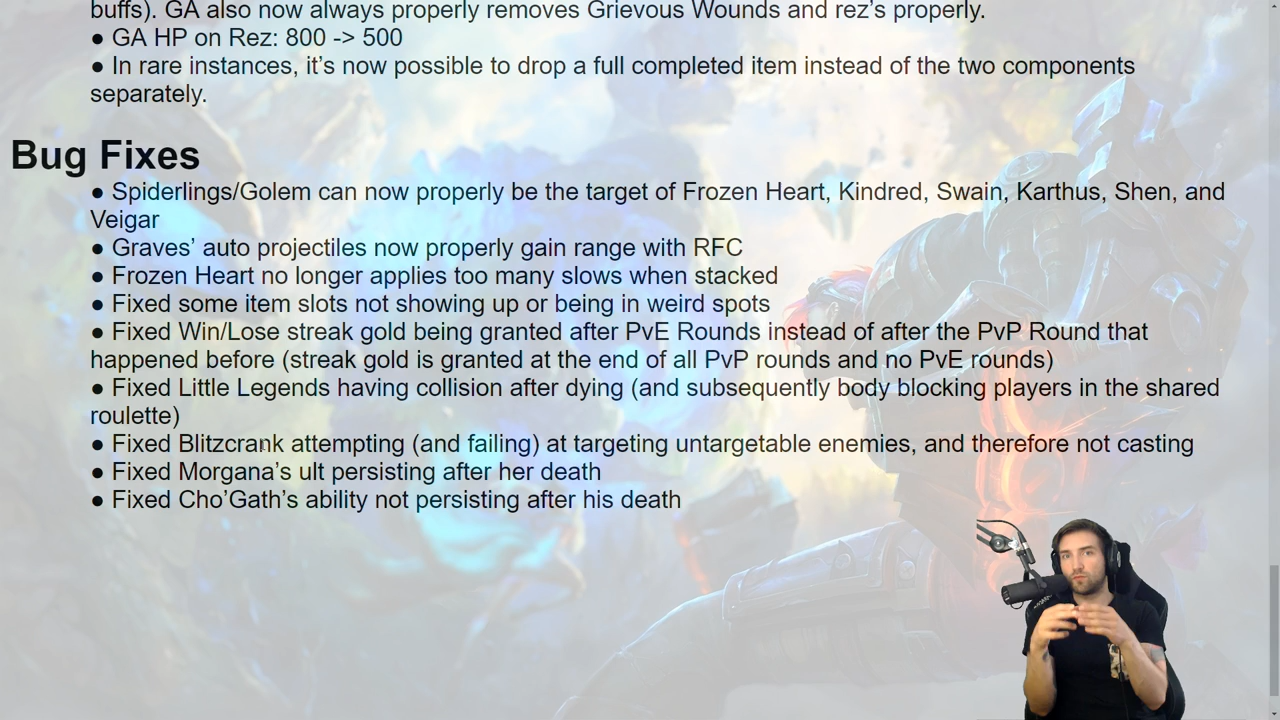 buffs). GA also now always properly removes Grievous Wounds and rez's properly.
● GA HP on Rez: 800 -> 500
● In rare instances, it's now possible to drop a full completed item instead of the two components
separately.
Bug Fixes
● Spiderlings/Golem can now properly be the target of Frozen Heart, Kindred, Swain, Karthus, Shen, and
Veigar
● Graves' auto projectiles now properly gain range with RFC
● Frozen Heart no longer applies too many slows when stacked
● Fixed some item slots not showing up or being in weird spots
● Fixed Win/Lose streak gold being granted after PvE Rounds instead of after the PvP Round that
happened before (streak gold is granted at the end of all PvP rounds and no PvE rounds)
● Fixed Little Legends having collision after dying (and subsequently body blocking players in the shared
roulette)
● Fixed Blitzcrank attempting (and failing) at targeting untargetable enemies, and therefore not casting
● Fixed Morgana's ult persisting after her death
● Fixed Cho'Gath's ability not persisting after his death